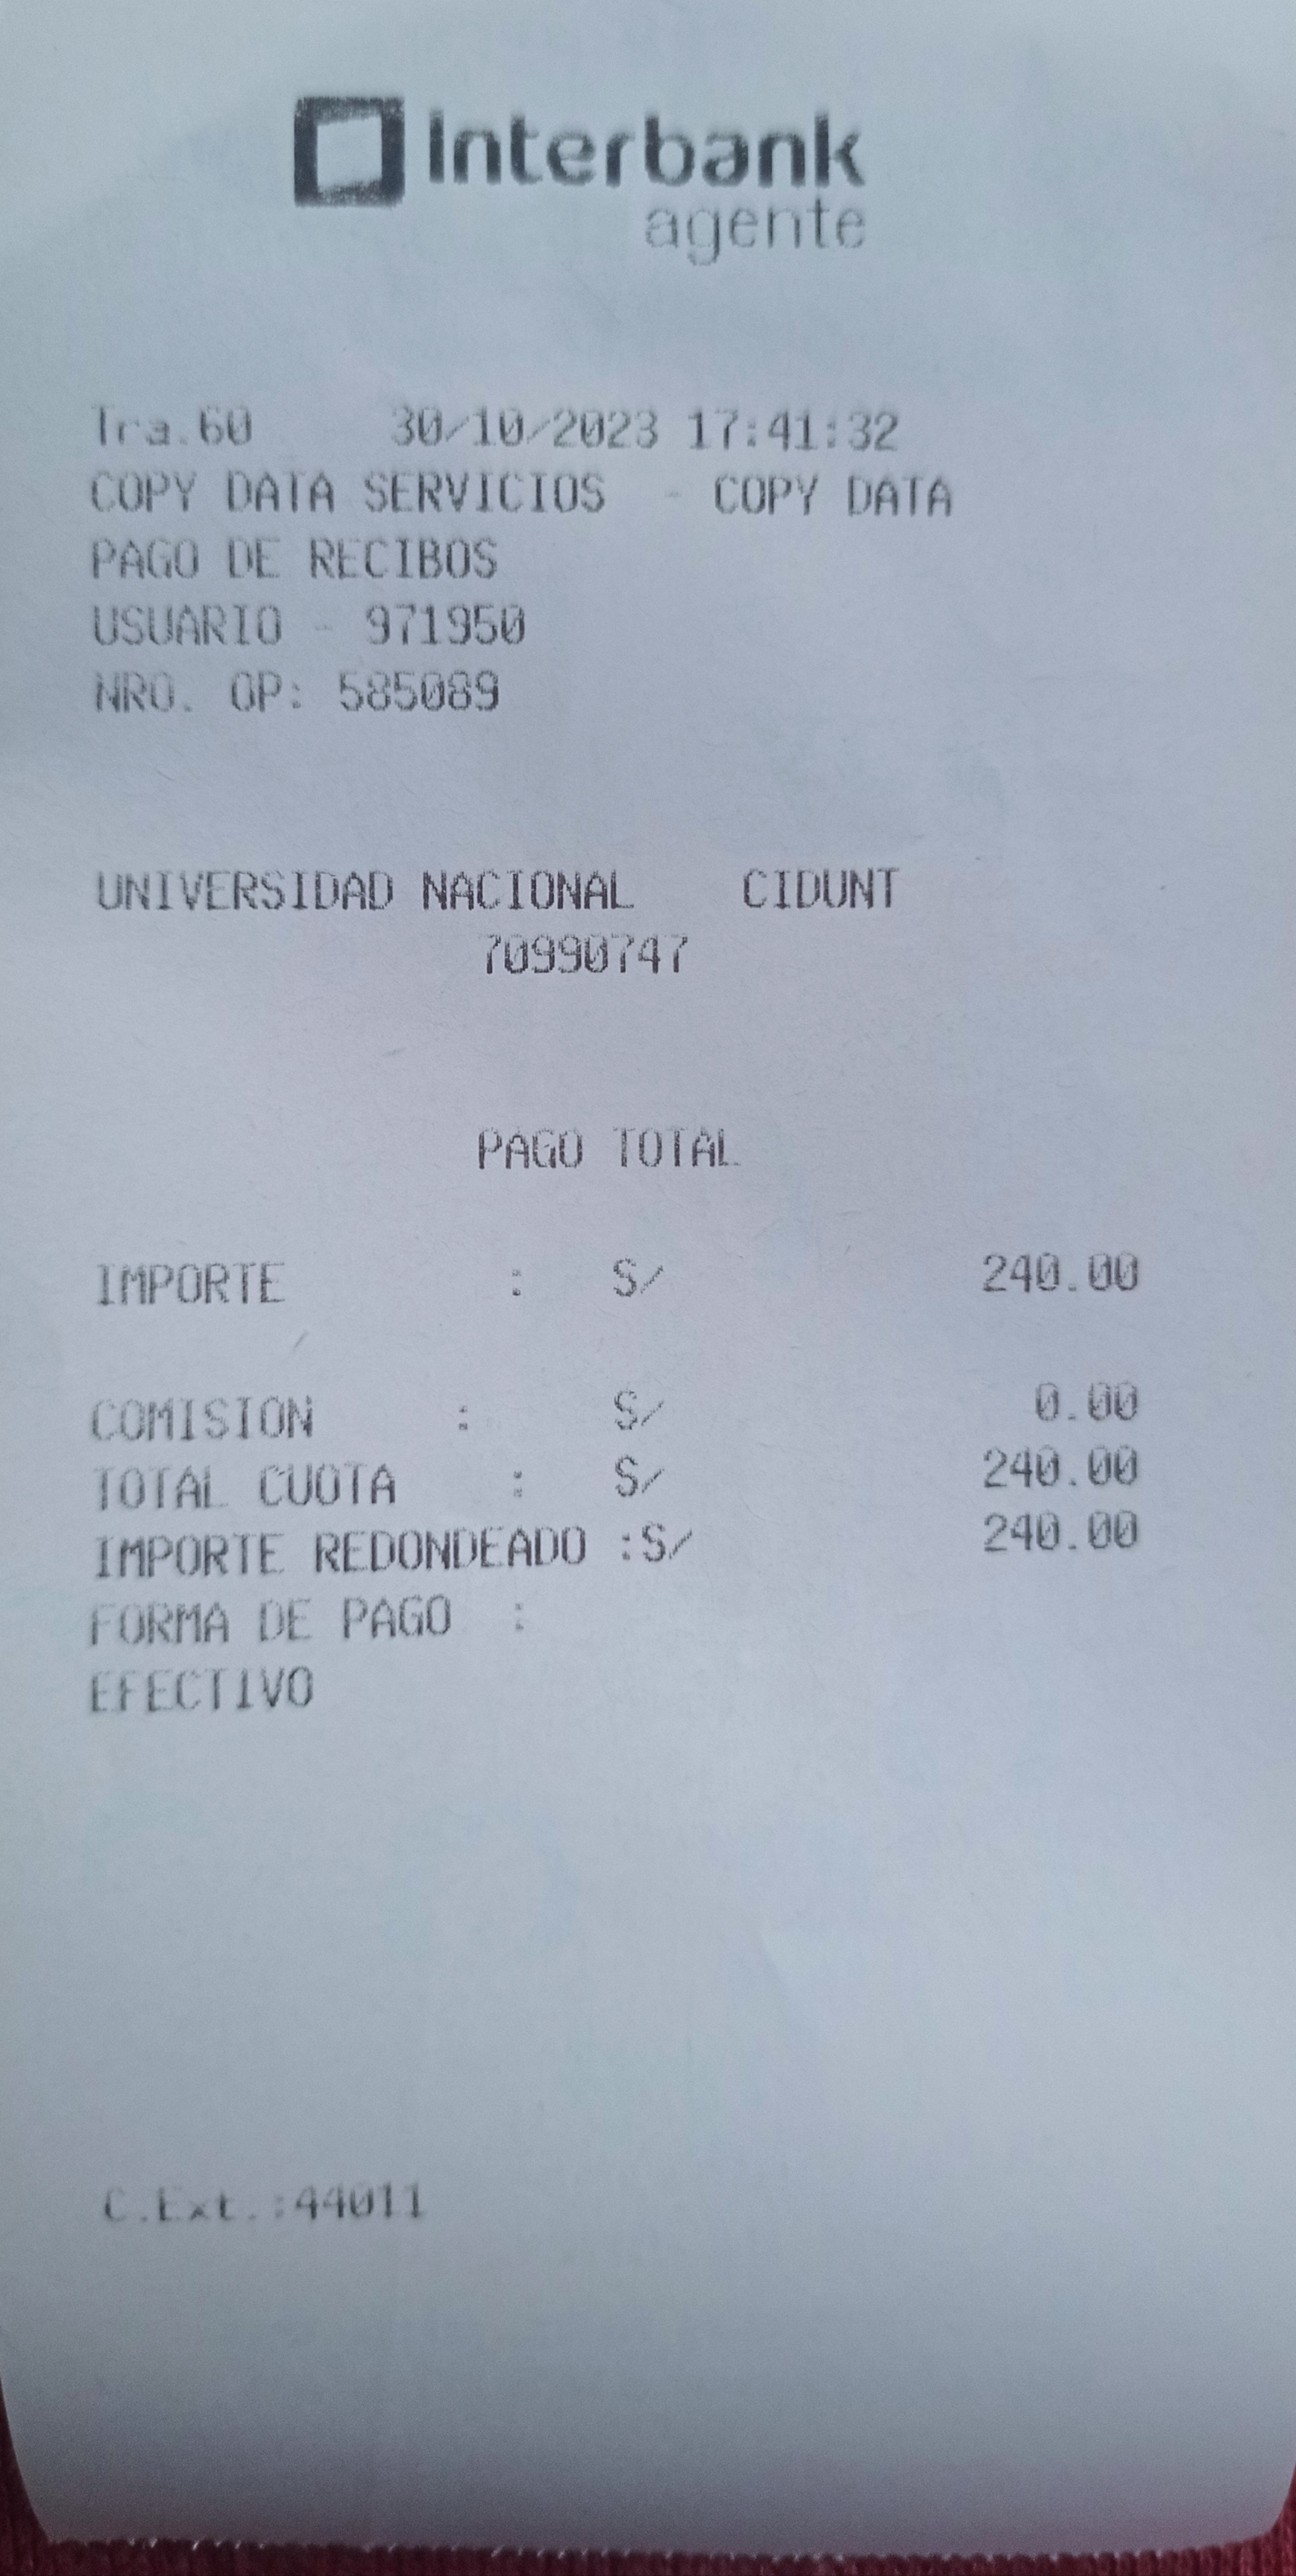 Interbank
agente
Tra.60 30/10/2023 17:41:32
COPY DATA SERVICIOS - COPY DATA
PAGO DE RECIBOS
USUARIO - 971950
NRO. OP: 585089
UNIVERSIDAD NACIONAL CIDUNT
70990747
PAGO TOTAL
IMPORTE : S/ 240.00
COMISION : S/ 0.00
TOTAL CUOTA : S/ 240.00
IMPORTE REDONDEADO :S/ 240.00
FORMA DE PAGO :
EFECTIVO
C.Ext.:44011